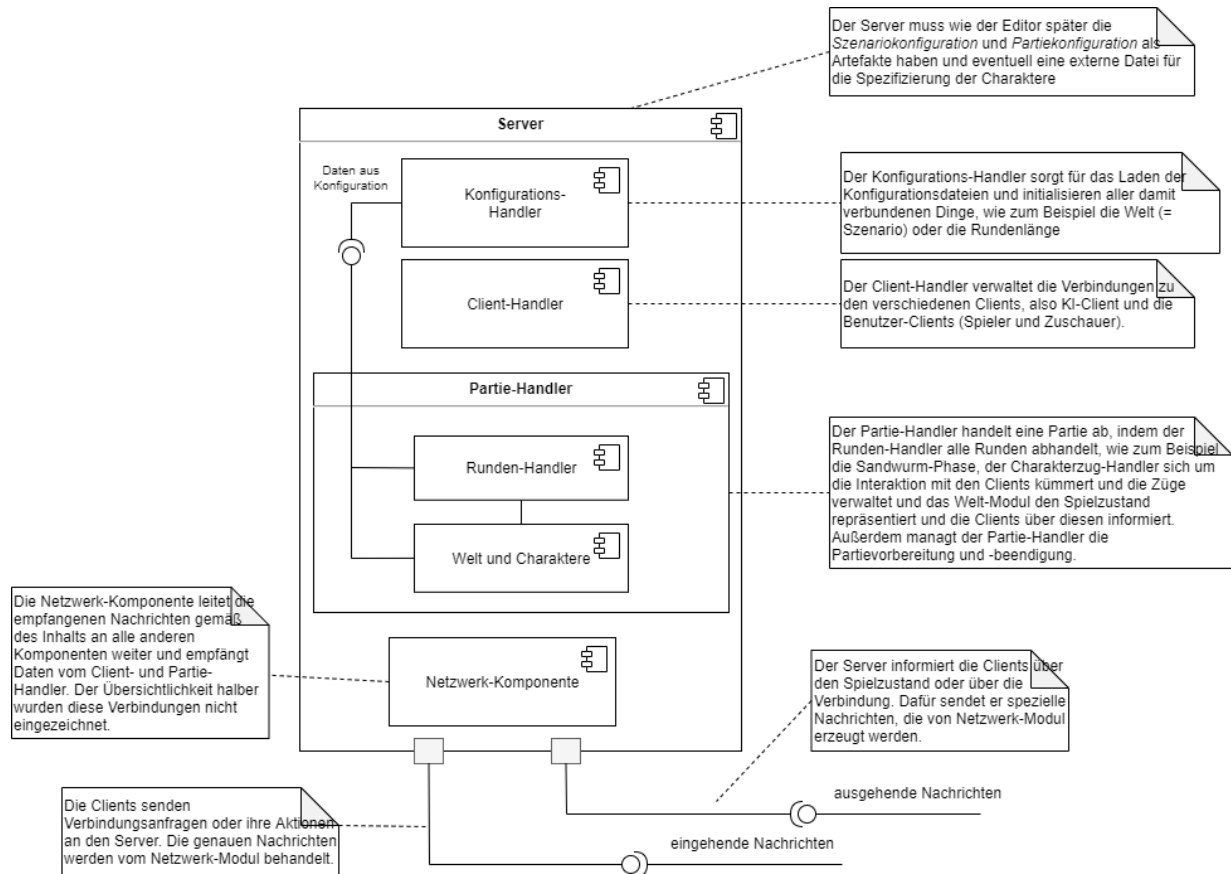 Der Server muss wie der Editor später die
Szenariokonfiguration und Partiekonfiguration als
Artefakte haben und eventuell eine externe Datei für
die Spezifizierung der Charaktere
Server
Daten aus
Konfiguration
Konfigurations-
Handler
Der Konfigurations-Handler sorgt für das Laden der
Konfigurationsdateien und initialisieren aller damit
verbundenen Dinge, wie zum Beispiel die Welt (=
Szenario) oder die Rundenlänge
Client-Handler
Der Client-Handler verwaltet die Verbindungen zu
den verschiedenen Clients, also KI-Client und die
Benutzer-Clients (Spieler und Zuschauer).
Partie-Handler
Runden-Handler
Welt und Charaktere
Der Partie-Handler handelt eine Partie ab, indem der
Runden-Handler alle Runden abhandelt, wie zum Beispiel
die Sandwurm-Phase, der Charakterzug-Handler sich um
die Interaktion mit den Clients kümmert und die Züge
verwaltet und das Welt-Modul den Spielzustand
repräsentiert und die Clients über diesen informiert.
Außerdem managt der Partie-Handler die
Partievorbereitung und -beendigung.
Die Netzwerk-Komponente leitet die
empfangenen Nachrichten gemäß
des Inhalts an alle anderen
Komponenten weiter und empfängt
Daten vom Client- und Partie-
Handler. Der Übersichtlichkeit halber
wurden diese Verbindungen nicht
eingezeichnet.
Netzwerk-Komponente
Der Server informiert die Clients über
den Spielzustand oder über die
Verbindung. Dafür sendet er spezielle
Nachrichten, die von Netzwerk-Modul
erzeugt werden.
ausgehende Nachrichten
Die Clients senden
Verbindungsanfragen oder ihre Aktionen
an den Server. Die genauen Nachrichten
werden vom Netzwerk-Modul behandelt.
eingehende Nachrichten